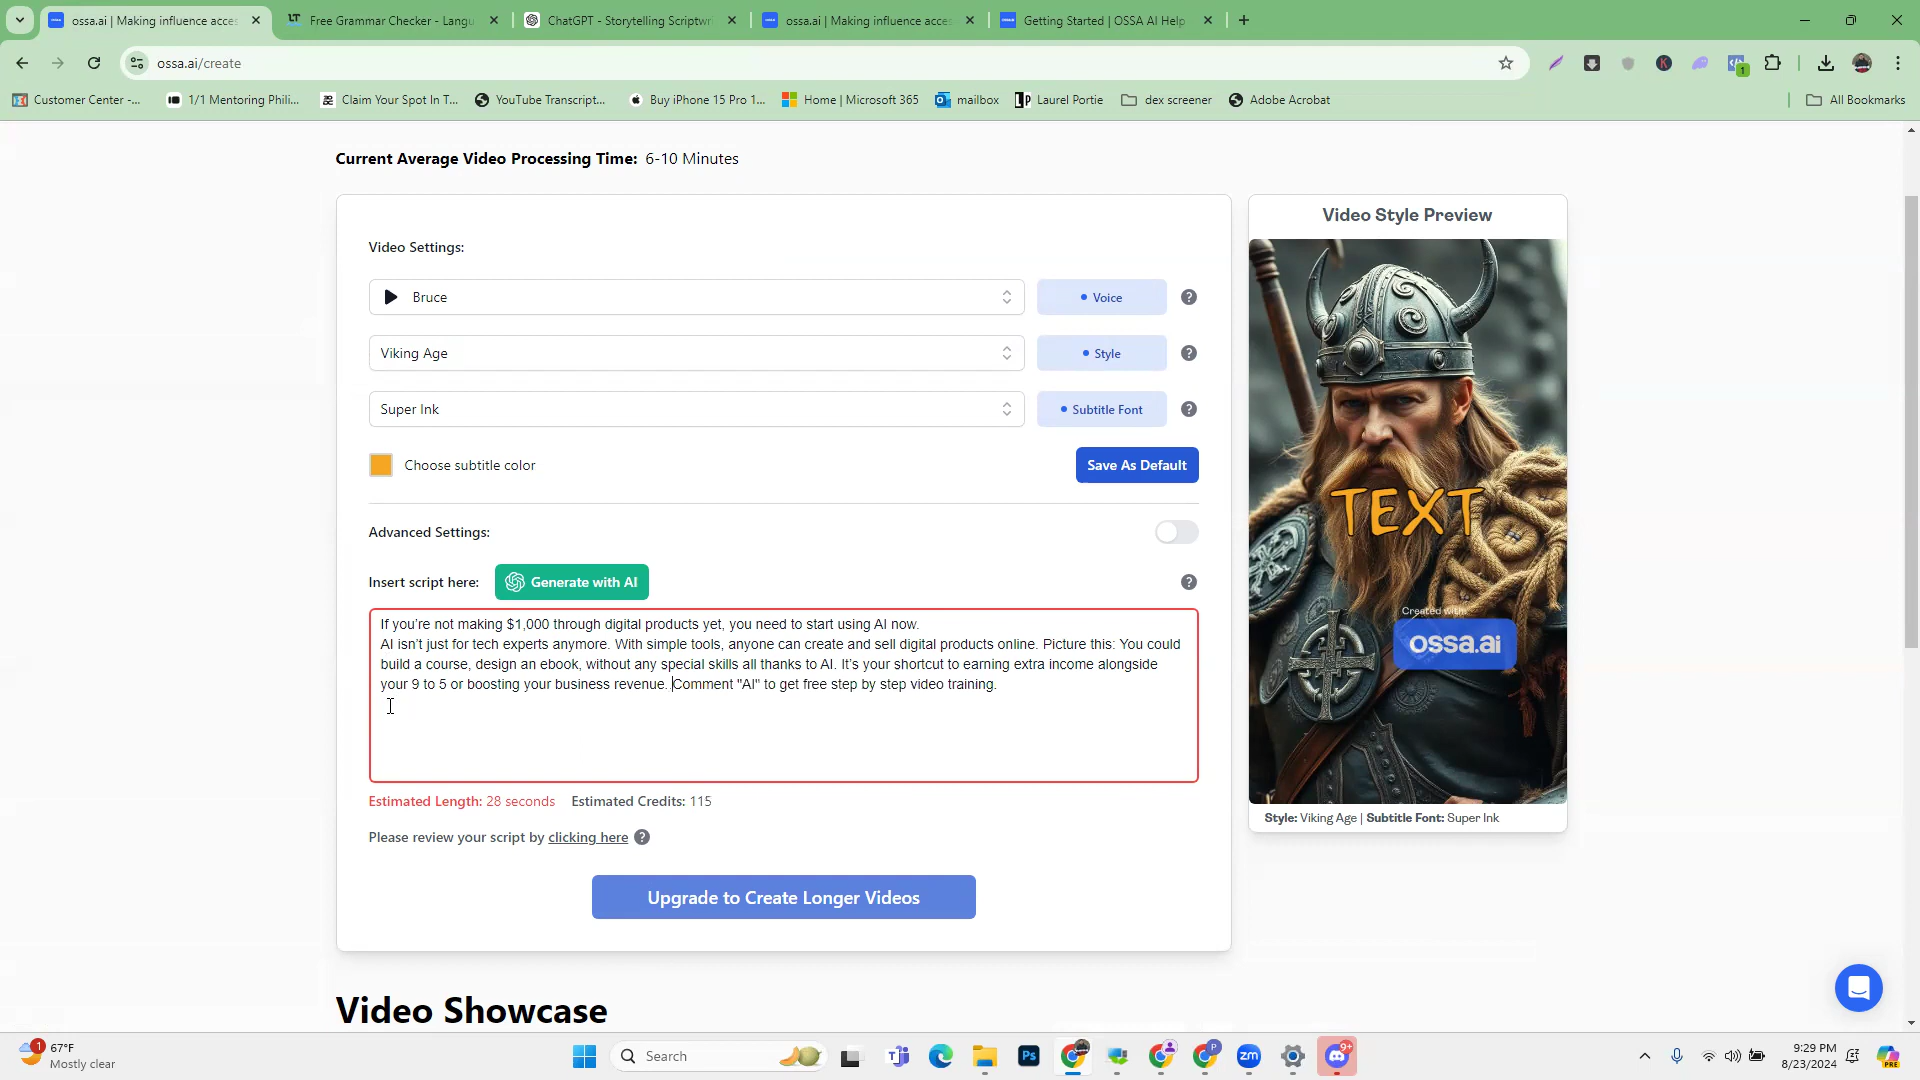 ossa.ai | Making influence acces
Free Grammar Checker - Langu
ChatGPT - Storytelling Scriptwri
ossa.ai | Making influence acces
Getting Started | OSSA AI Help
ossa.ai/create
1
Customer Center -...
1/1 Mentoring Phili...
Claim Your Spot In T...
YouTube Transcript...
Buy iPhone 15 Pro 1...
Home | Microsoft 365
mailbox
Laurel Portie
dex screener
Adobe Acrobat
All Bookmarks
Current Average Video Processing Time: 6-10 Minutes
Video Settings:
Bruce
Voice
Viking Age
Style
Super Ink
Subtitle Font
Choose subtitle color
Save As Default
Advanced Settings:
Insert script here:
Generate with AI
If you're not making $1,000 through digital products yet, you need to start using AI now.
AI isn't just for tech experts anymore. With simple tools, anyone can create and sell digital products online. Picture this: You could
build a course, design an ebook, without any special skills all thanks to AI. It's your shortcut to earning extra income alongside
your 9 to 5 or boosting your business revenue. Comment "AI" to get free step by step video training.
Estimated Length: 28 seconds Estimated Credits: 115
Please review your script by clicking here
Upgrade to Create Longer Videos
Video Style Preview
TEXT
Created with
ossa.ai
Style: Viking Age | Subtitle Font: Super Ink
Video Showcase
1
67°F
Mostly clear
Search
Ps
zm
9+
9:29 PM
8/23/2024
PRE